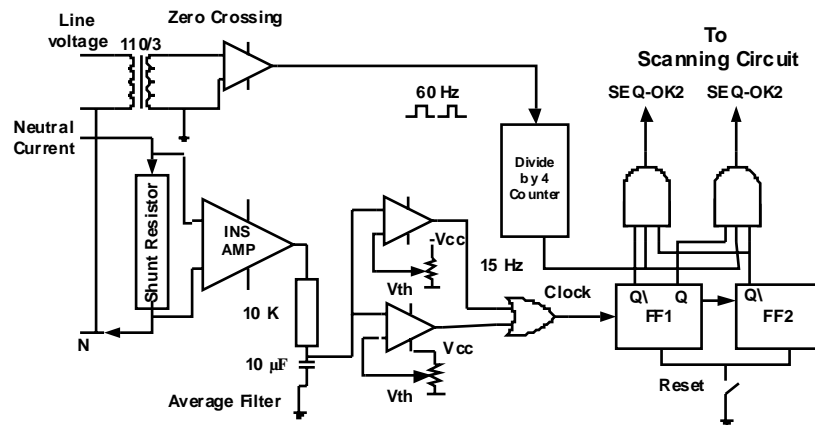 Line
voltage
110/3
Zero Crossing
To
Scanning Circuit
SEQ-OK2
SEQ-OK2
60 Hz
Neutral
Current
Divide
by 4
Counter
Shunt Resistor
INS
AMP
-Vcc
15 Hz
Vth
Clock
Q\
Q
Q\
FF1
FF2
10 K
N
Vcc
10 µF
Reset
Vth
Average Filter